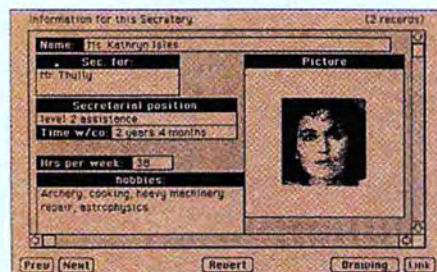 Information for this Secretary (2 records)
Name: Ms Kathryn Isles
Sec. for: Picture
Mr Thully
Secretarial position
level 2 assistance
Time w/co: 2 years 4 months
Hrs per week: 38
hobbies:
Archery, cooking, heavy machinery
repair, astrophysics
Prev Next Revert Drawing Link